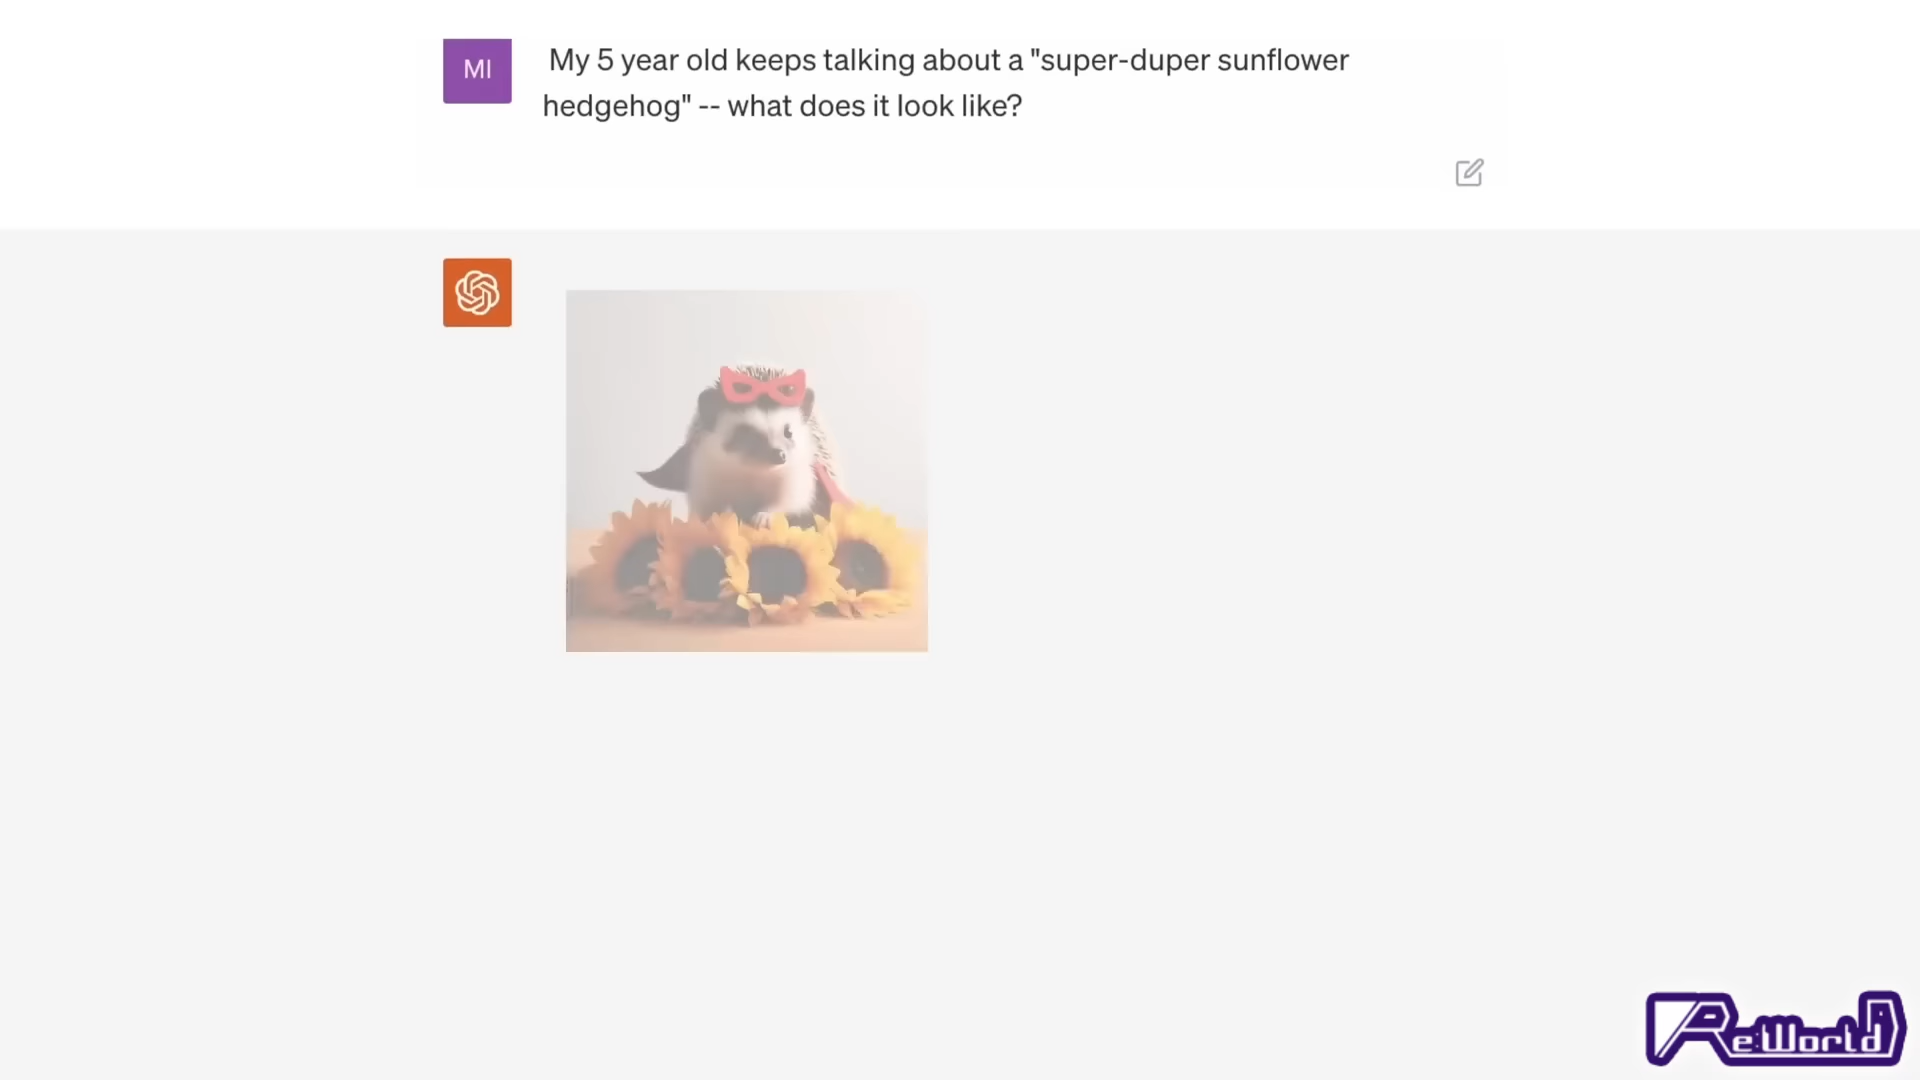 MI
My 5 year old keeps talking about a "super-duper sunflower
hedgehog" -- what does it look like?
ReWorld